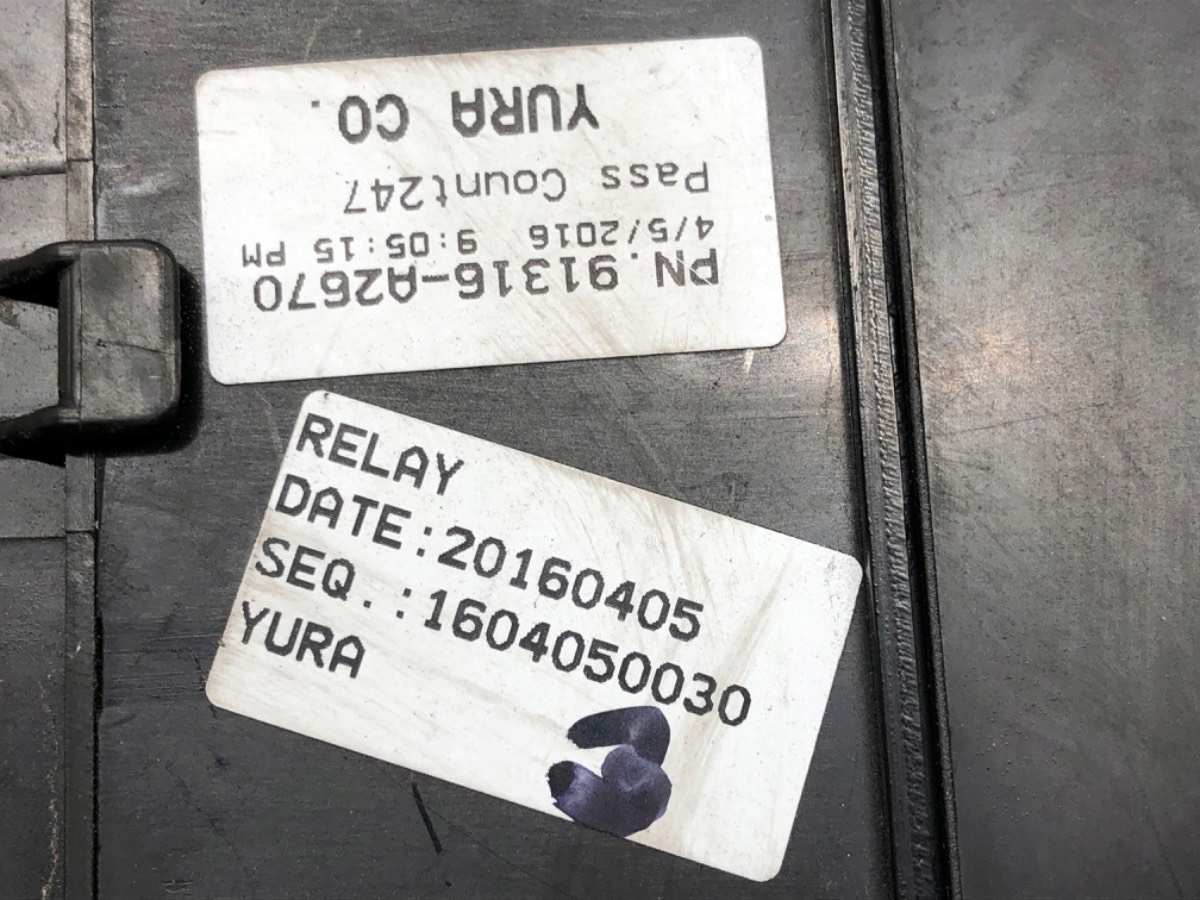 PN.91316-A2670
4/5/2016 9:05:15 PM
Pass Count247
YURA CO.
RELAY
DATE:20160405
SEQ.:1604050030
YURA